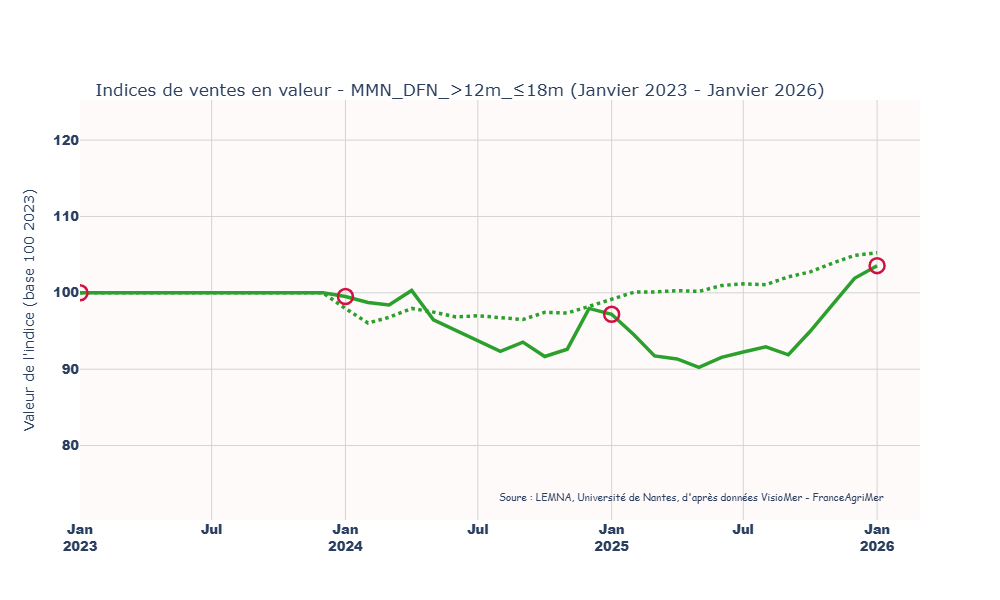 Indices de ventes en valeur - MMN_DFN_>12m_≤18m (Janvier 2023 - Janvier 2026)
Valeur de l'indice (base 100 2023)
120
110
100
90
80
Soure : LEMNA, Université de Nantes, d'après données VisioMer - FranceAgriMer
Jan Jul Jan Jul Jan Jul Jan
2023 2024 2025 2026